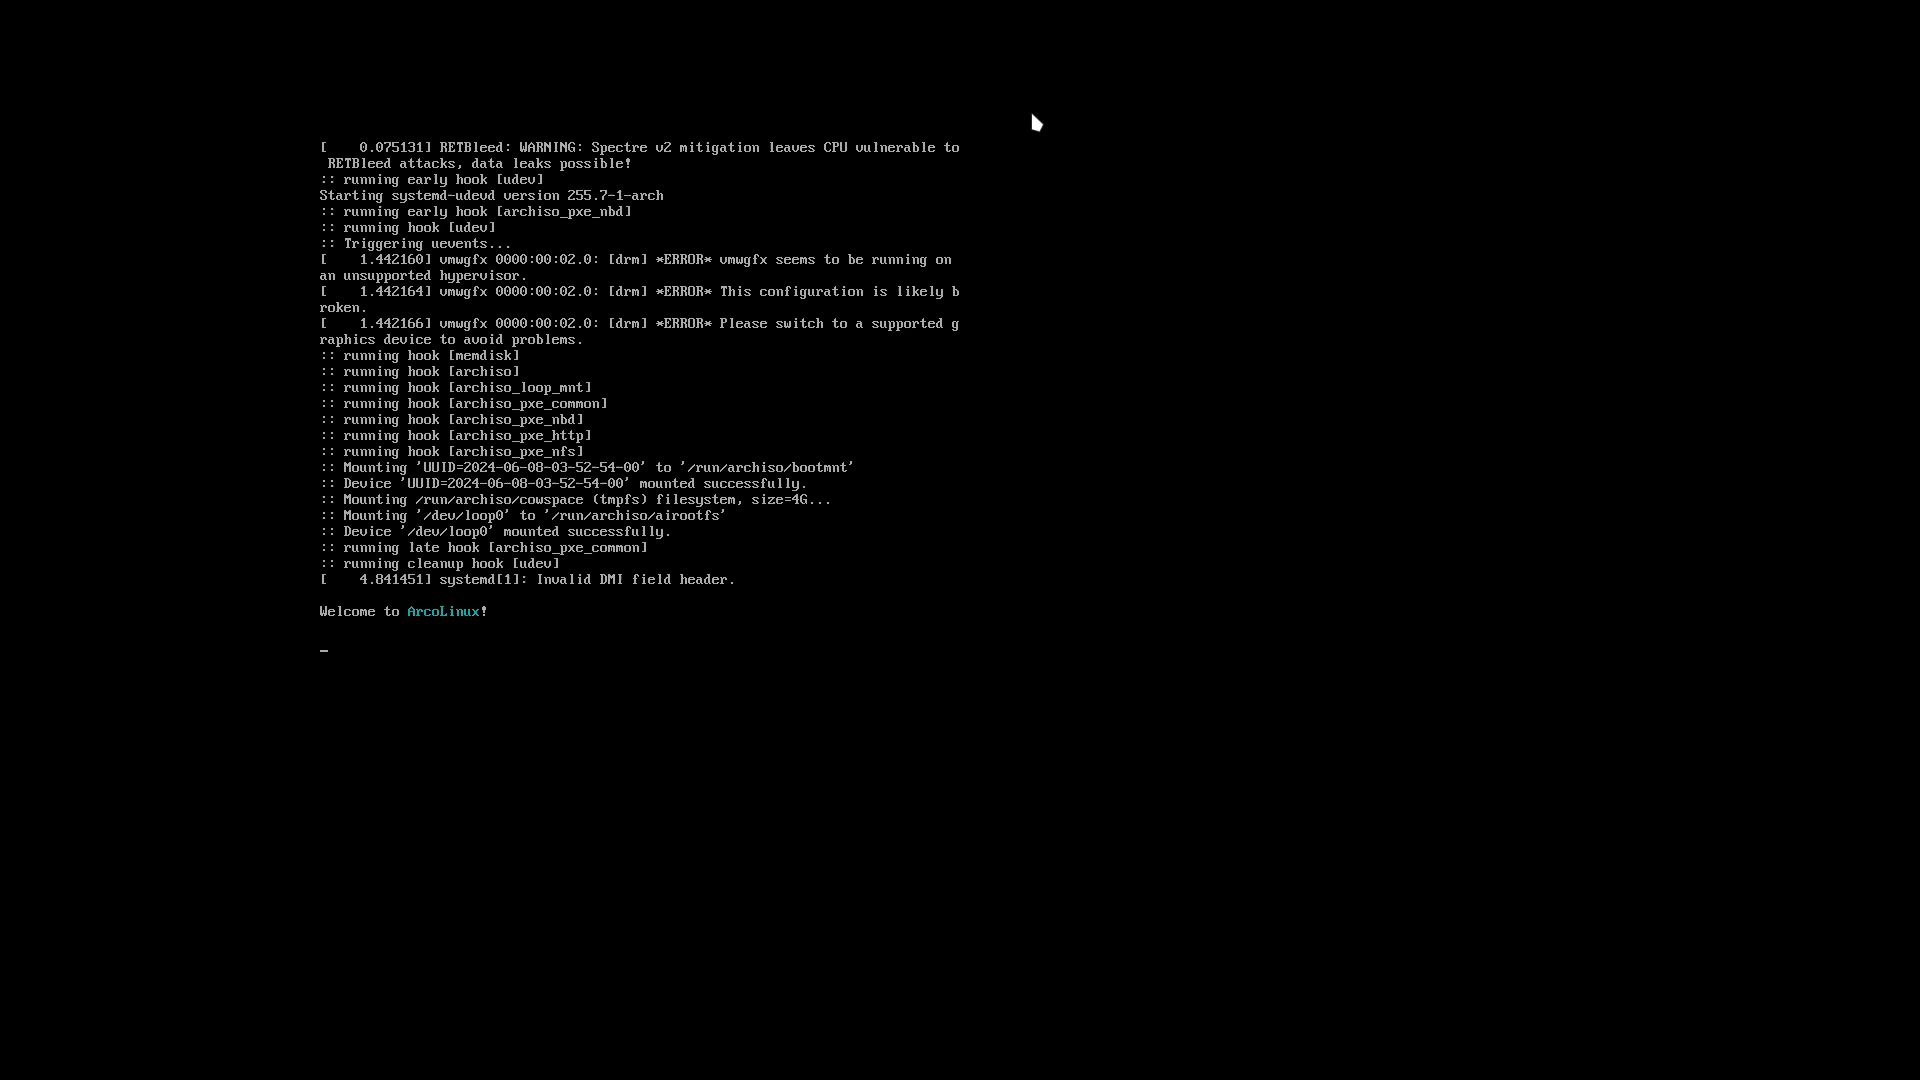 [    0.075131] RETBleed: WARNING: Spectre v2 mitigation leaves CPU vulnerable to
 RETBleed attacks, data leaks possible!
:: running early hook [udev]
Starting systemd-udevd version 255.7-1-arch
:: running early hook [archiso_pxe_nbd]
:: running hook [udev]
:: Triggering uevents...
[    1.442160] vmwgfx 0000:00:02.0: [drm] *ERROR* vmwgfx seems to be running on
an unsupported hypervisor.
[    1.442164] vmwgfx 0000:00:02.0: [drm] *ERROR* This configuration is likely b
roken.
[    1.442166] vmwgfx 0000:00:02.0: [drm] *ERROR* Please switch to a supported g
raphics device to avoid problems.
:: running hook [memdisk]
:: running hook [archiso]
:: running hook [archiso_loop_mnt]
:: running hook [archiso_pxe_common]
:: running hook [archiso_pxe_nbd]
:: running hook [archiso_pxe_http]
:: running hook [archiso_pxe_nfs]
:: Mounting 'UUID=2024-06-08-03-52-54-00' to '/run/archiso/bootmnt'
:: Device 'UUID=2024-06-08-03-52-54-00' mounted successfully.
:: Mounting /run/archiso/cowspace (tmpfs) filesystem, size=4G...
:: Mounting '/dev/loop0' to '/run/archiso/airootfs'
:: Device '/dev/loop0' mounted successfully.
:: running late hook [archiso_pxe_common]
:: running cleanup hook [udev]
[    4.841451] systemd[1]: Invalid DMI field header.
Welcome to ArcoLinux!